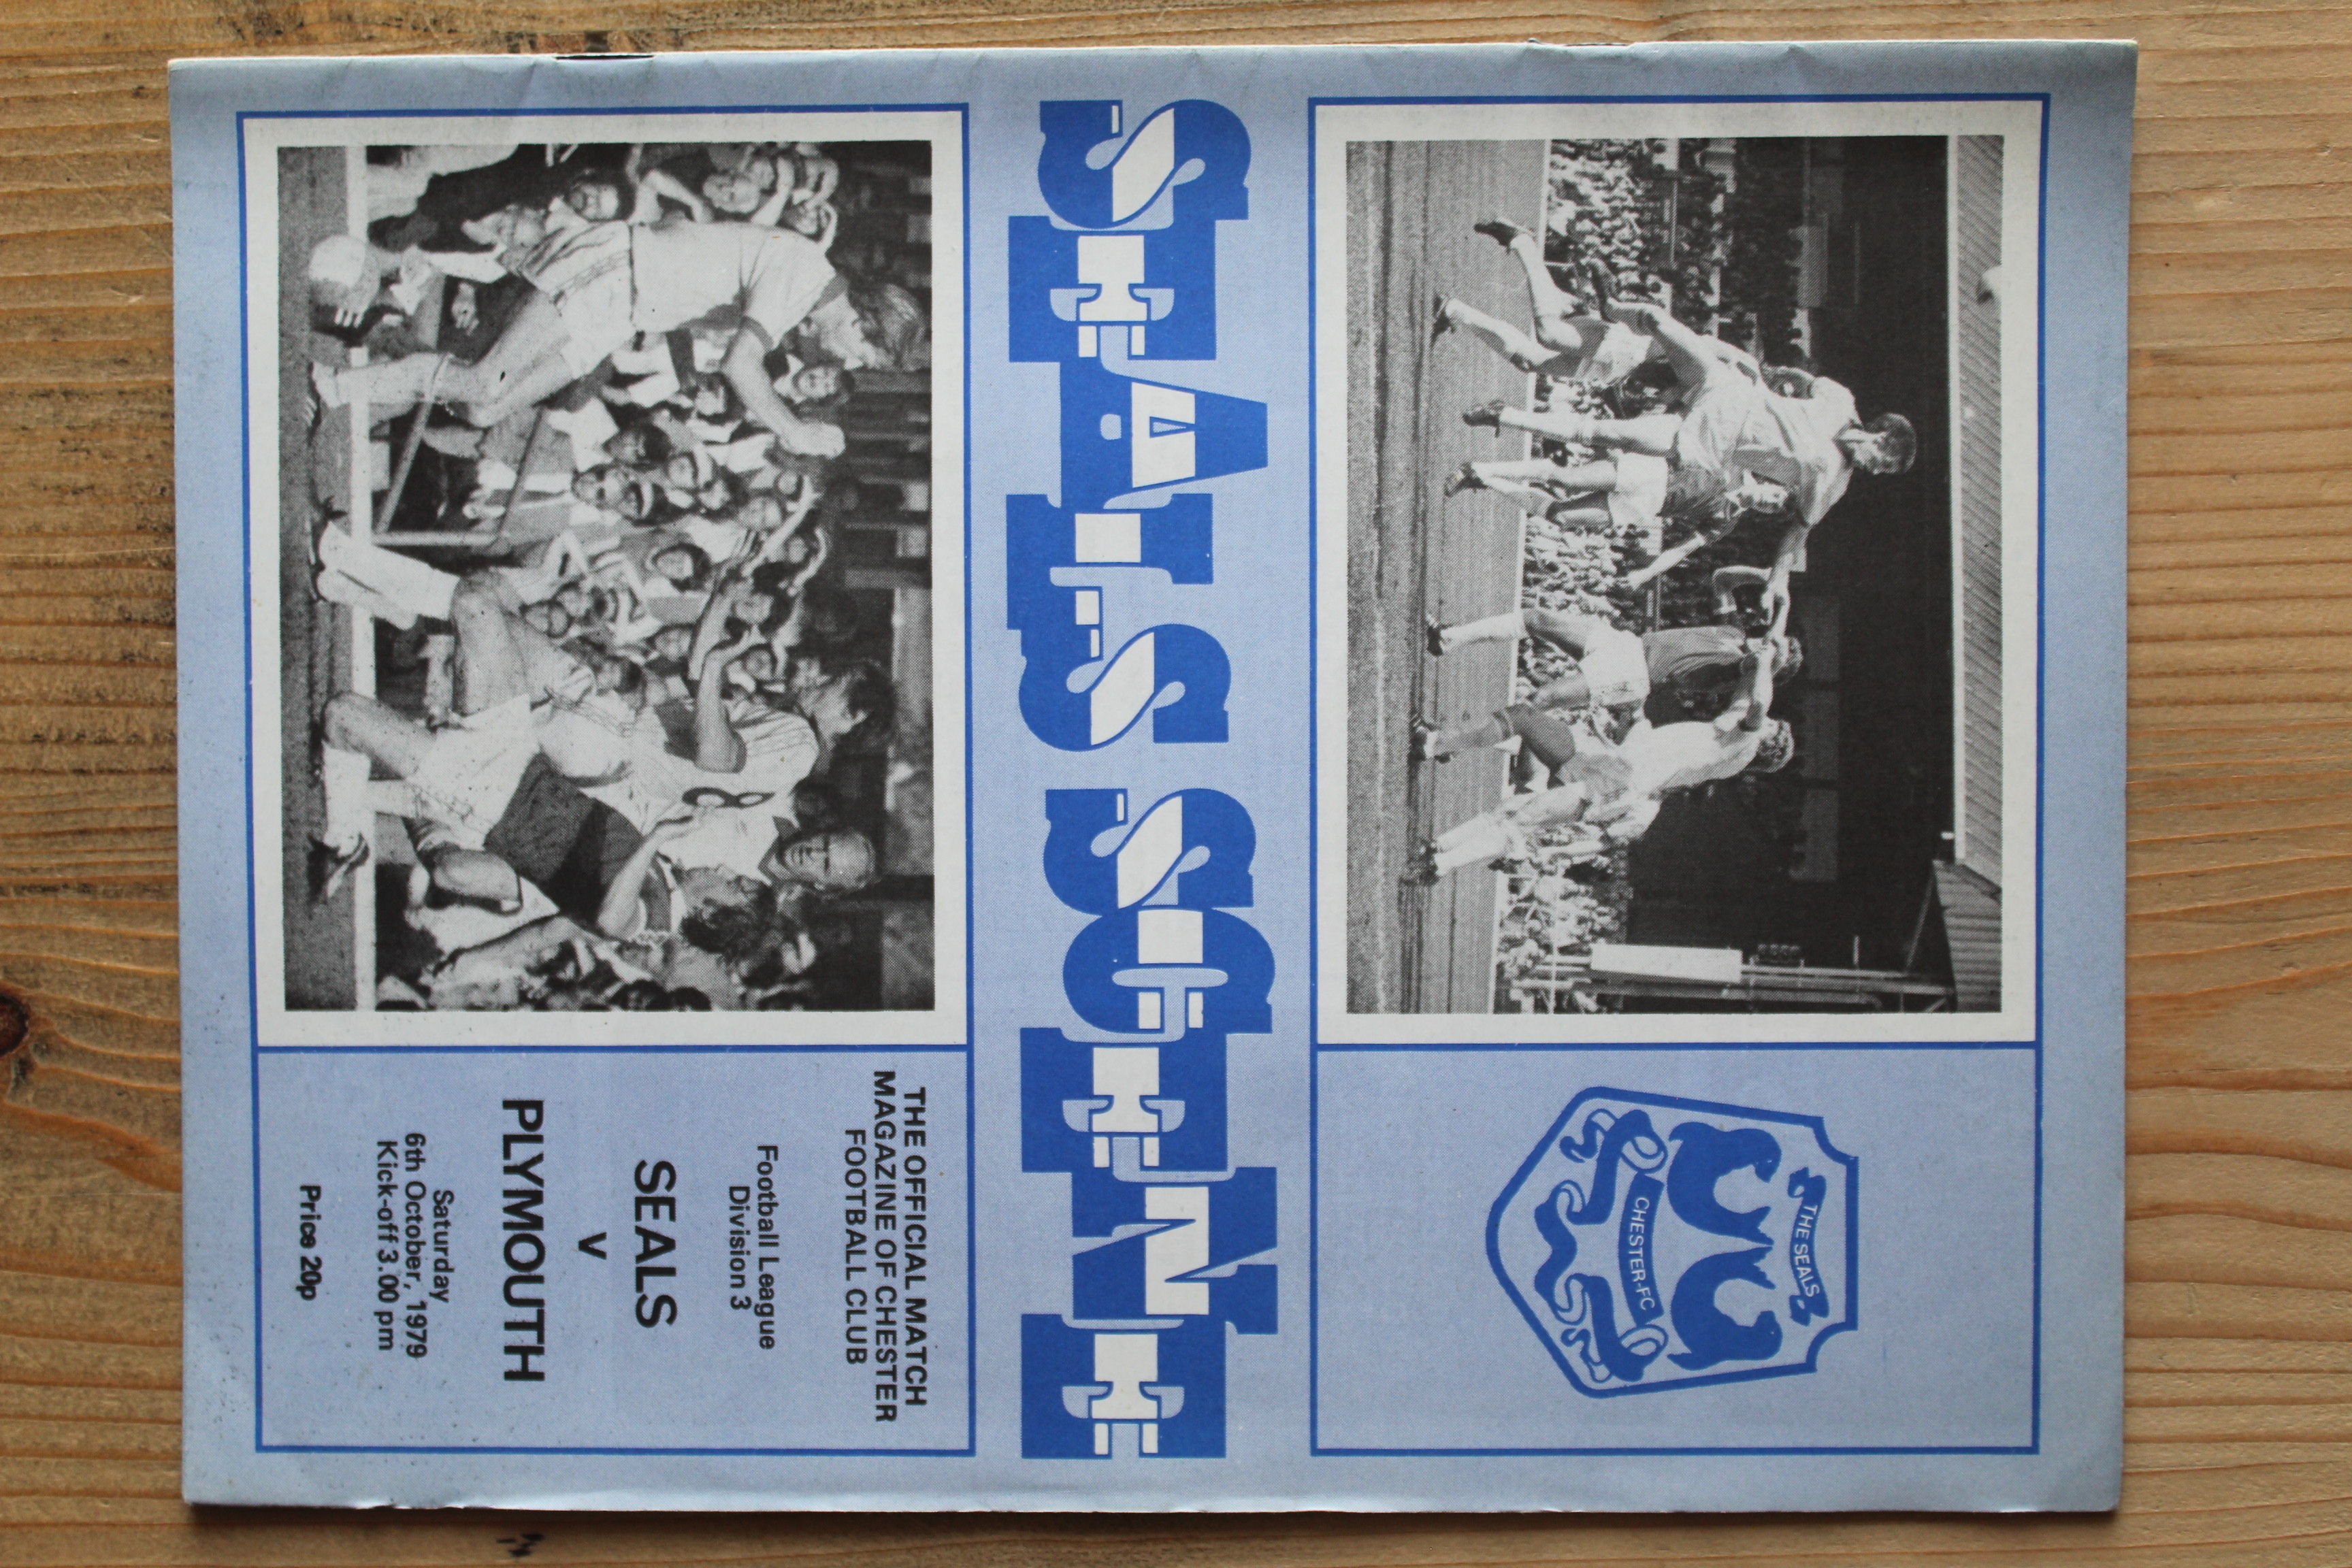 THE SEALS
CHESTER-FC
SEALS SCENE
THE OFFICIAL MATCH
MAGAZINE OF CHESTER
FOOTBALL CLUB
Football League
Division 3
SEALS
v
PLYMOUTH
Saturday
6th October, 1979
Kick-off 3.00 pm
Price 20p
8